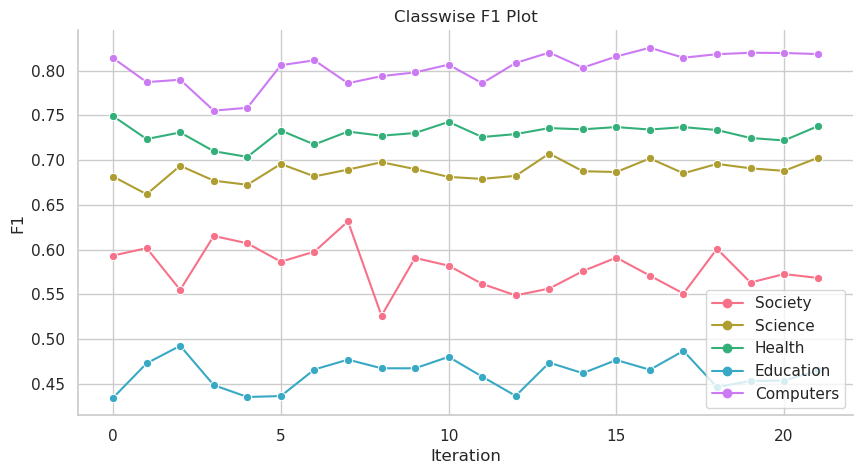 Classwise F1 Plot
F1
0.80
0.75
0.70
0.65
0.60
0.55
0.50
0.45
0
5
10
15
20
Iteration
Society
Science
Health
Education
Computers